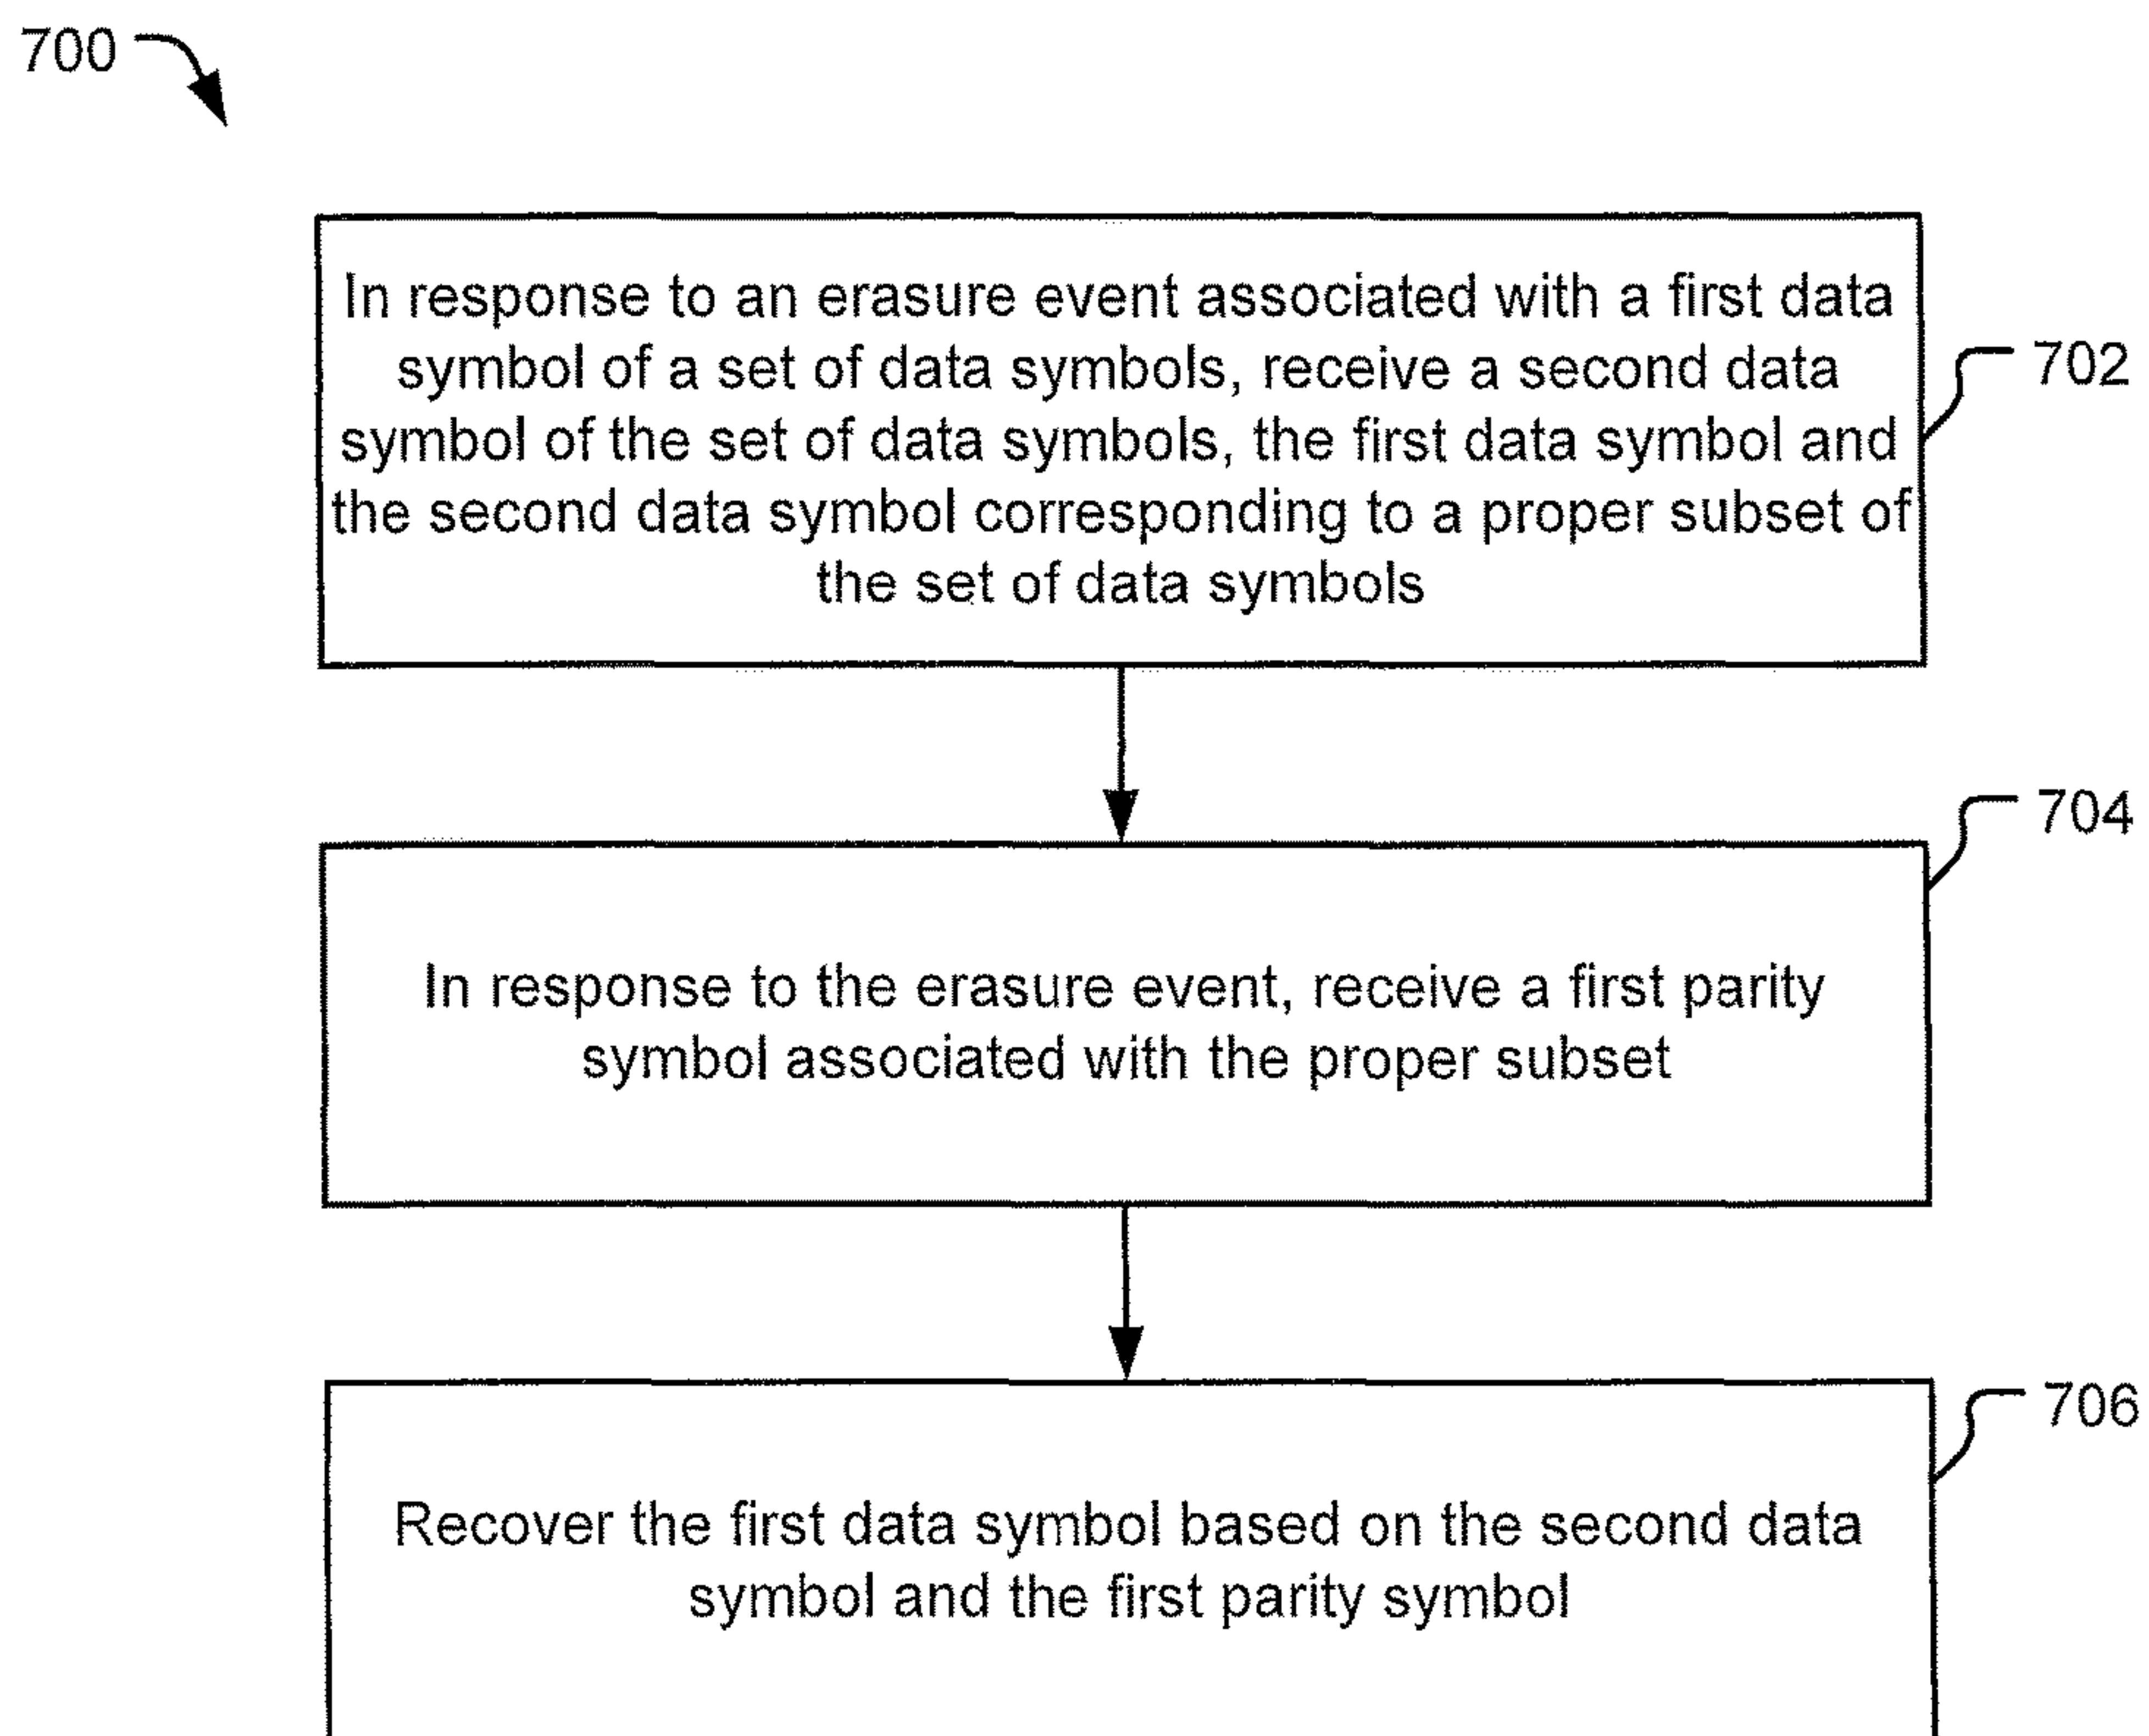 700
In response to an erasure event associated with a first data
symbol of a set of data symbols, receive a second data
symbol of the set of data symbols, the first data symbol and
the second data symbol corresponding to a proper subset of
the set of data symbols
702
704
In response to the erasure event, receive a first parity
symbol associated with the proper subset
706
Recover the first data symbol based on the second data
symbol and the first parity symbol